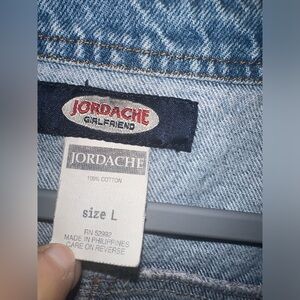 JORDACHE
GIRLFRIEND
JORDACHE
100% COTTON
size L
RN 52992
MADE IN PHILIPPINES
CARE ON REVERSE